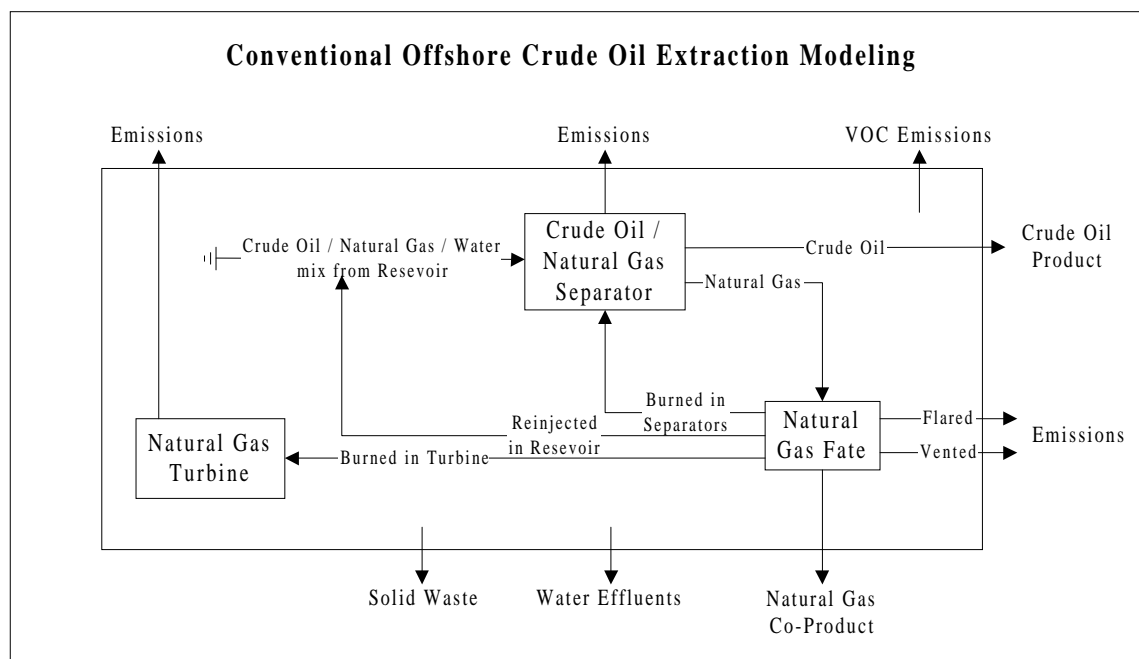 Conventional Offshore Crude Oil Extraction Modeling
Emissions
Emissions
VOC Emissions
Crude Oil / Natural Gas / Water
mix from Resevoir
Crude Oil /
Natural Gas
Separator
Crude Oil
Crude Oil
Product
Natural Gas
Burned in
Separators
Reinjected
in Resevoir
Burned in Turbine
Natural Gas
Turbine
Natural
Gas Fate
Flared
Vented
Emissions
Solid Waste
Water Effluents
Natural Gas
Co-Product